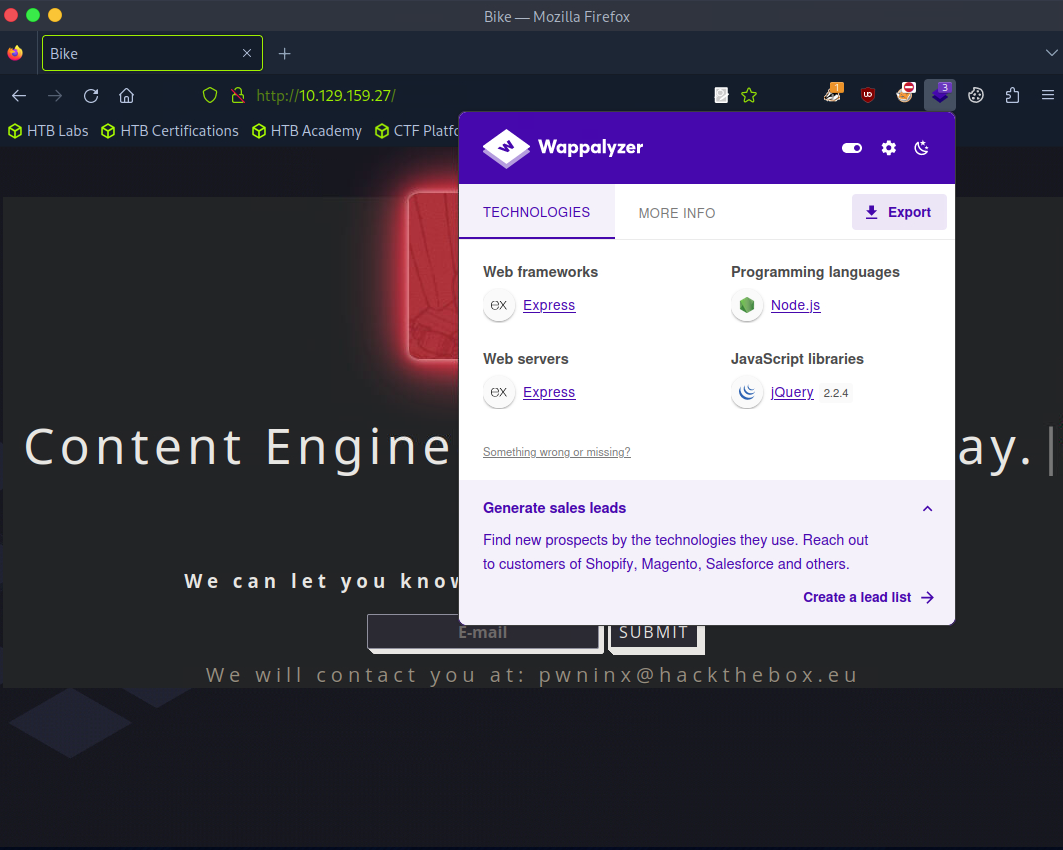 Bike — Mozilla Firefox
Bike
http://10.129.159.27/
1
3
HTB Labs HTB Certifications HTB Academy CTF Platfo
Wappalyzer
TECHNOLOGIES MORE INFO Export
Web frameworks Programming languages
Express Node.js
Web servers JavaScript libraries
Express jQuery 2.2.4
Something wrong or missing?
Content Engine ay.
Generate sales leads
Find new prospects by the technologies they use. Reach out
to customers of Shopify, Magento, Salesforce and others.
Create a lead list
We can let you know
E-mail SUBMIT
We will contact you at: pwninx@hackthebox.eu